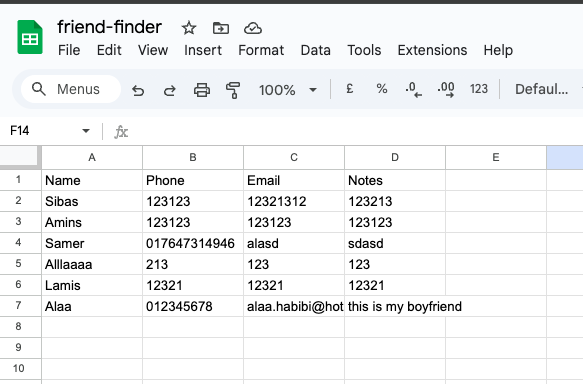 friend-finder
File Edit View Insert Format Data Tools Extensions Help
Menus 100% £ % .0 .00 123 Defaul...
F14 fx
A B C D E
1 Name Phone Email Notes
2 Sibas 123123 12321312 123213
3 Amins 123123 123123 123123
4 Samer 017647314946 alasd sdasd
5 Alllaaaa 213 123 123
6 Lamis 12321 12321 12321
7 Alaa 012345678 alaa.habibi@hot this is my boyfriend
8
9
10